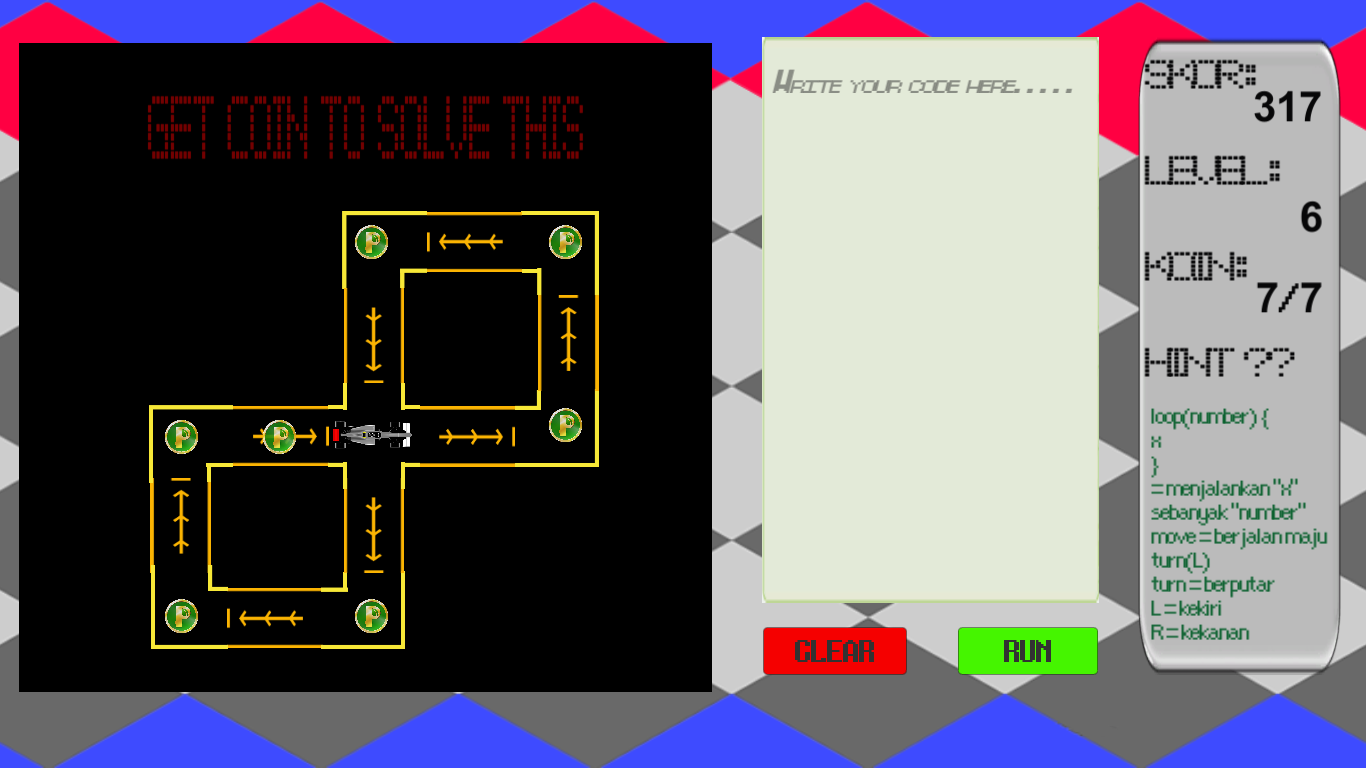 GET COIN TO SOLVE THIS
P
P
P
P
P
P
P
WRITE YOUR CODE HERE.....
CLEAR
RUN
SKOR:
317
LEVEL:
6
KOIN:
7/7
HINT ??
loop(number) {
x
}
=menjalankan "x"
sebanyak "number"
move=berjalan maju
turn(L)
turn=berputar
L=kekiri
R=kekanan